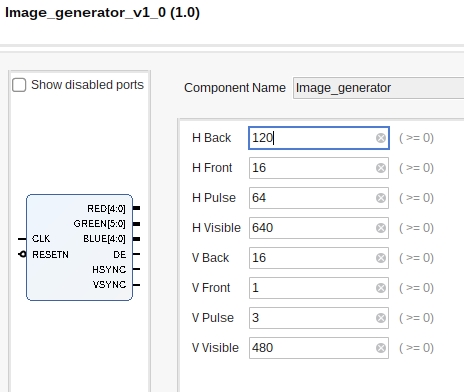 Image_generator_v1_0 (1.0)
Show disabled ports
Component Name Image_generator
H Back 120 ( >= 0)
H Front 16 ( >= 0)
H Pulse 64 ( >= 0)
H Visible 640 ( >= 0)
V Back 16 ( >= 0)
V Front 1 ( >= 0)
V Pulse 3 ( >= 0)
V Visible 480 ( >= 0)
RED[4:0]
GREEN[5:0]
CLK BLUE[4:0]
RESETN DE
HSYNC
VSYNC